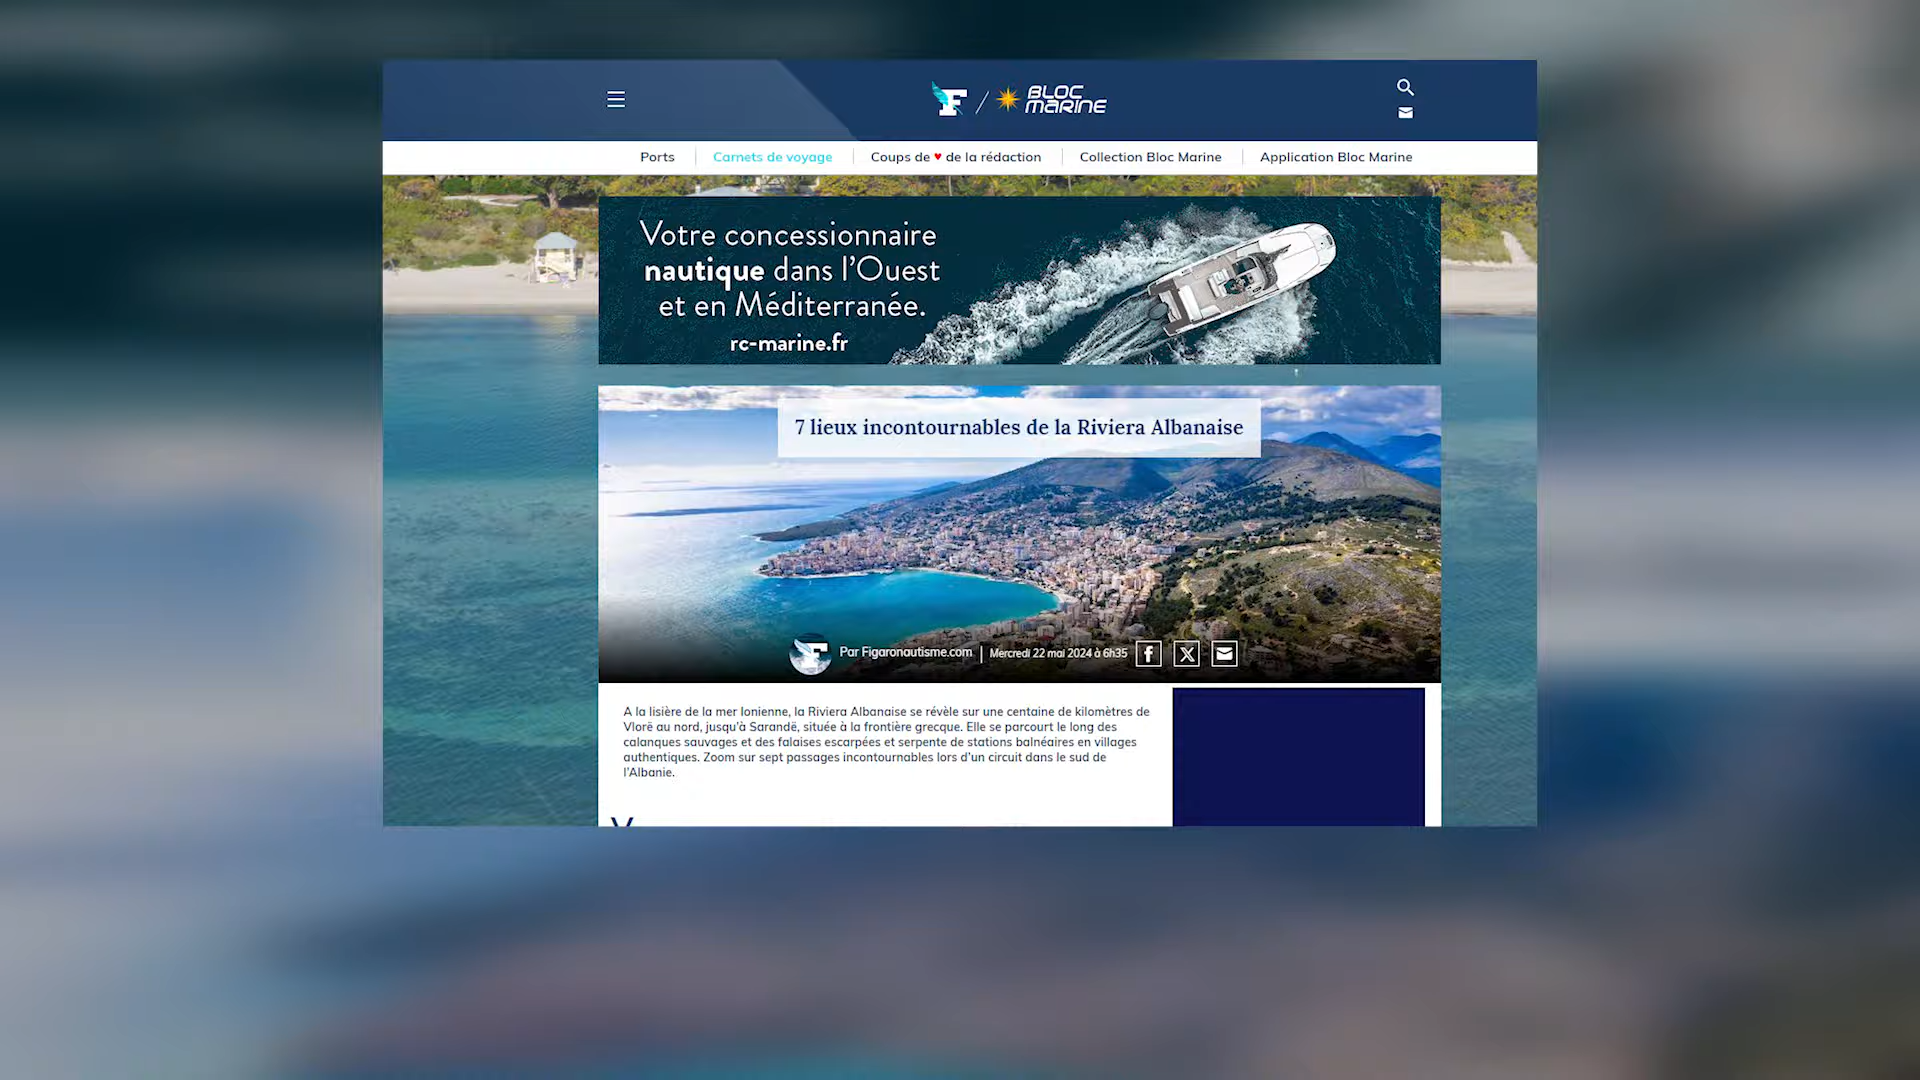 F / BLOC MARINE
Ports
Carnets de voyage
Coups de ♥ de la rédaction
Collection Bloc Marine
Application Bloc Marine
Votre concessionnaire
nautique dans l'Ouest
et en Méditerranée.
rc-marine.fr
7 lieux incontournables de la Riviera Albanaise
Par Figaronautisme.com | Mercredi 22 mai 2024 à 6h35
A la lisière de la mer Ionienne, la Riviera Albanaise se révèle sur une centaine de kilomètres de
Vlorë au nord, jusqu'à Sarandë, située à la frontière grecque. Elle se parcourt le long des
calanques sauvages et des falaises escarpées et serpente de stations balnéaires en villages
authentiques. Zoom sur sept passages incontournables lors d'un circuit dans le sud de
l'Albanie.